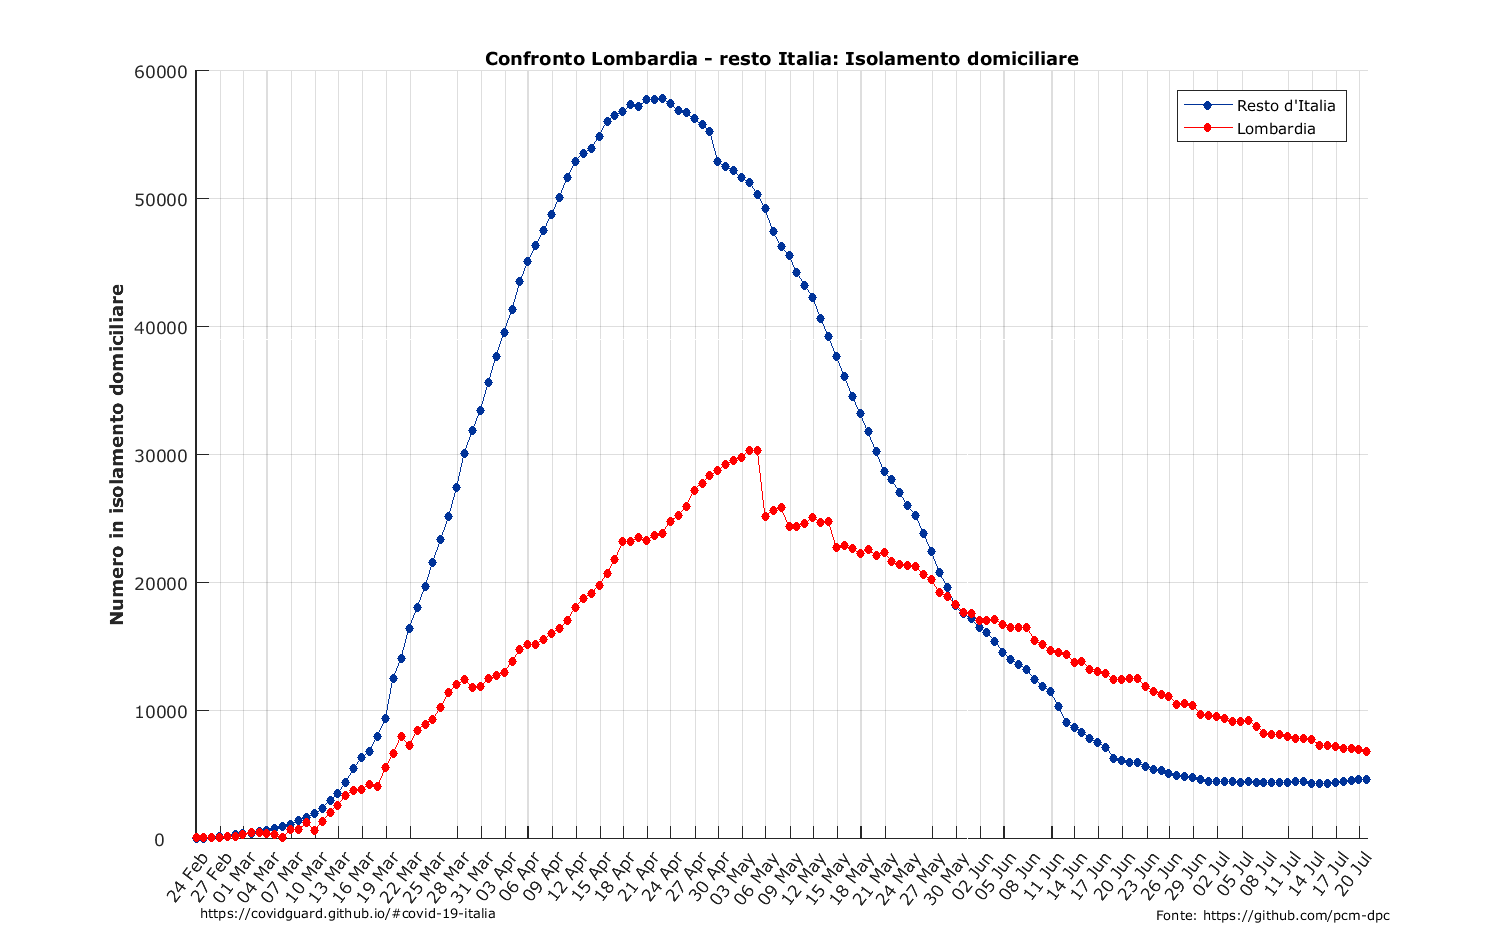 Confronto Lombardia - resto Italia: Isolamento domiciliare
Resto d'Italia
Lombardia
Numero in isolamento domiciliare
60000
50000
40000
30000
20000
10000
0
24 Feb
27 Feb
01 Mar
04 Mar
07 Mar
10 Mar
13 Mar
16 Mar
19 Mar
22 Mar
25 Mar
28 Mar
31 Mar
03 Apr
06 Apr
09 Apr
12 Apr
15 Apr
18 Apr
21 Apr
24 Apr
27 Apr
30 Apr
03 May
06 May
09 May
12 May
15 May
18 May
21 May
24 May
27 May
30 May
02 Jun
05 Jun
08 Jun
11 Jun
14 Jun
17 Jun
20 Jun
23 Jun
26 Jun
29 Jun
02 Jul
05 Jul
08 Jul
11 Jul
14 Jul
17 Jul
20 Jul
https://covidguard.github.io/#covid-19-italia
Fonte: https://github.com/pcm-dpc